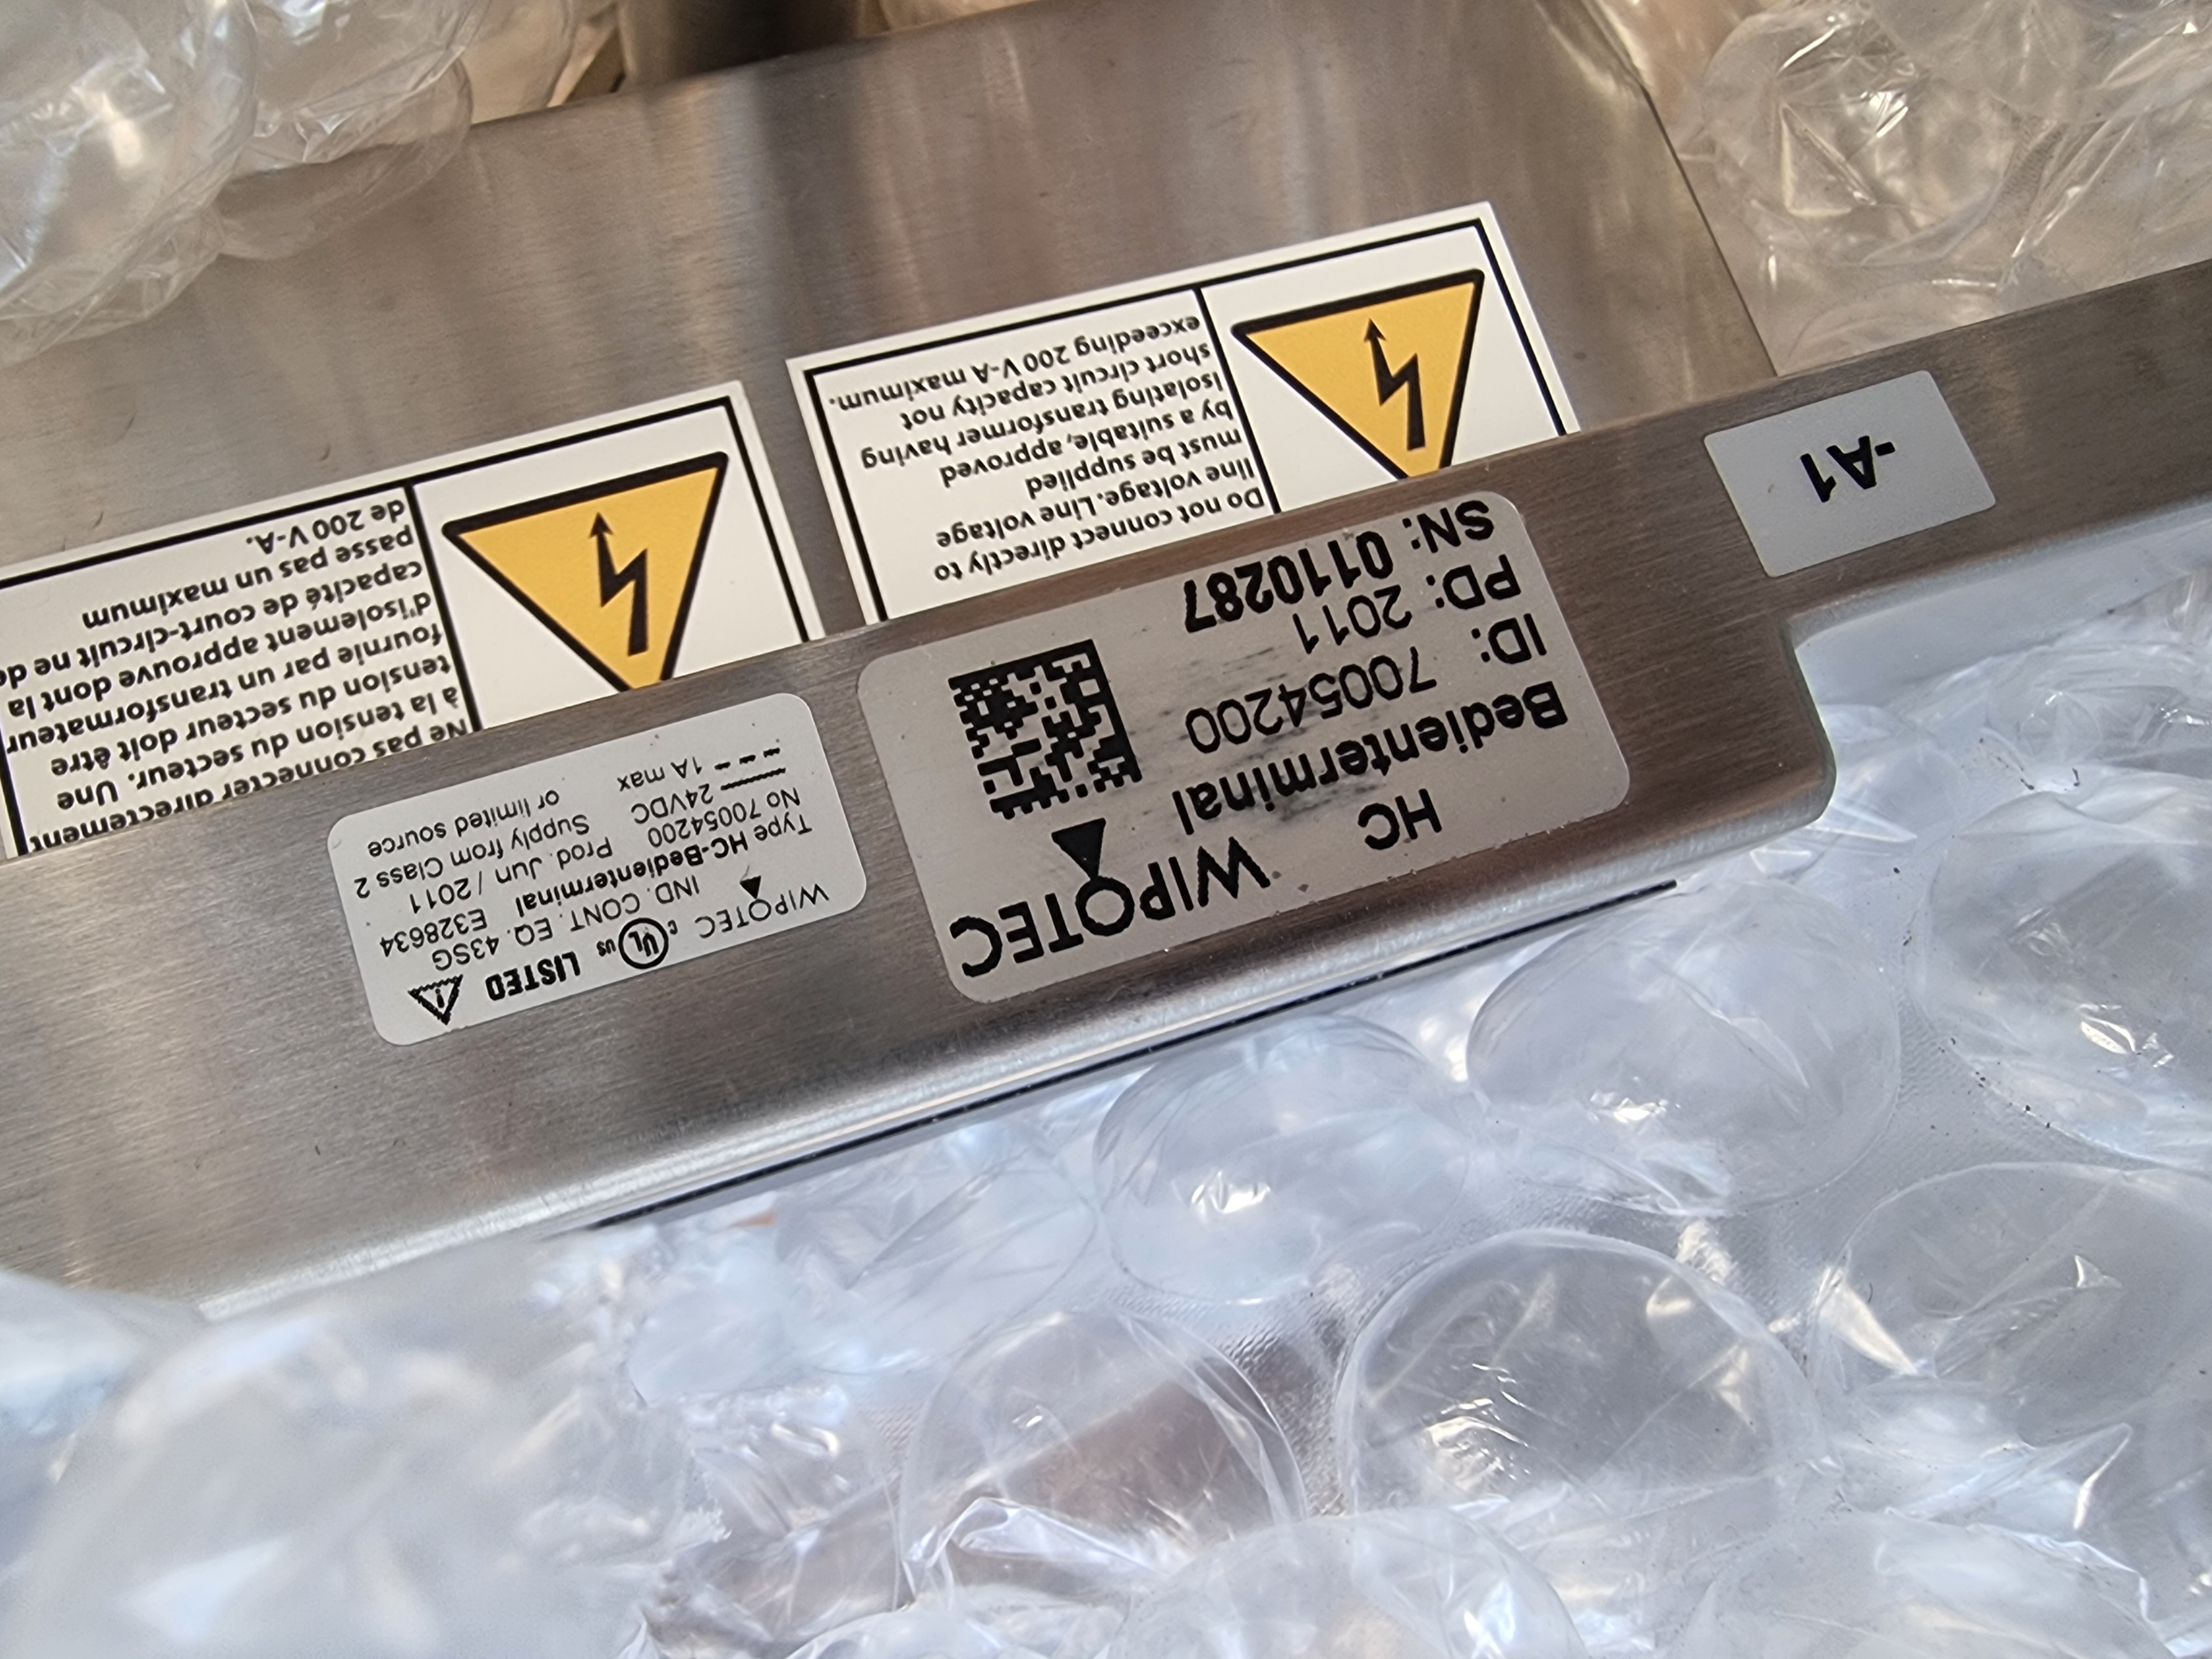 WIPOTEC
HC
Bedienterminal
ID: 70054200
PD: 2011
SN: 0110287
-A1
WIPOTEC c UL us LISTED
IND. CONT. EQ. 43SG
Type HC-Bedienterminal E328634
No 70054200 Prod. Jun / 2011
24VDC Supply from Class 2
1A max or limited source
Do not connect directly to
line voltage. Line voltage
must be supplied
by a suitable, approved
isolating transformer having
short circuit capacity not
exceeding 200 V-A maximum.
Ne pas connecter directement
à la tension du secteur. Une
tension du secteur doit être
fournie par un transformateur
d'isolement approuve dont la
capacité de court-circuit ne de
passe pas un maximum
de 200 V-A.